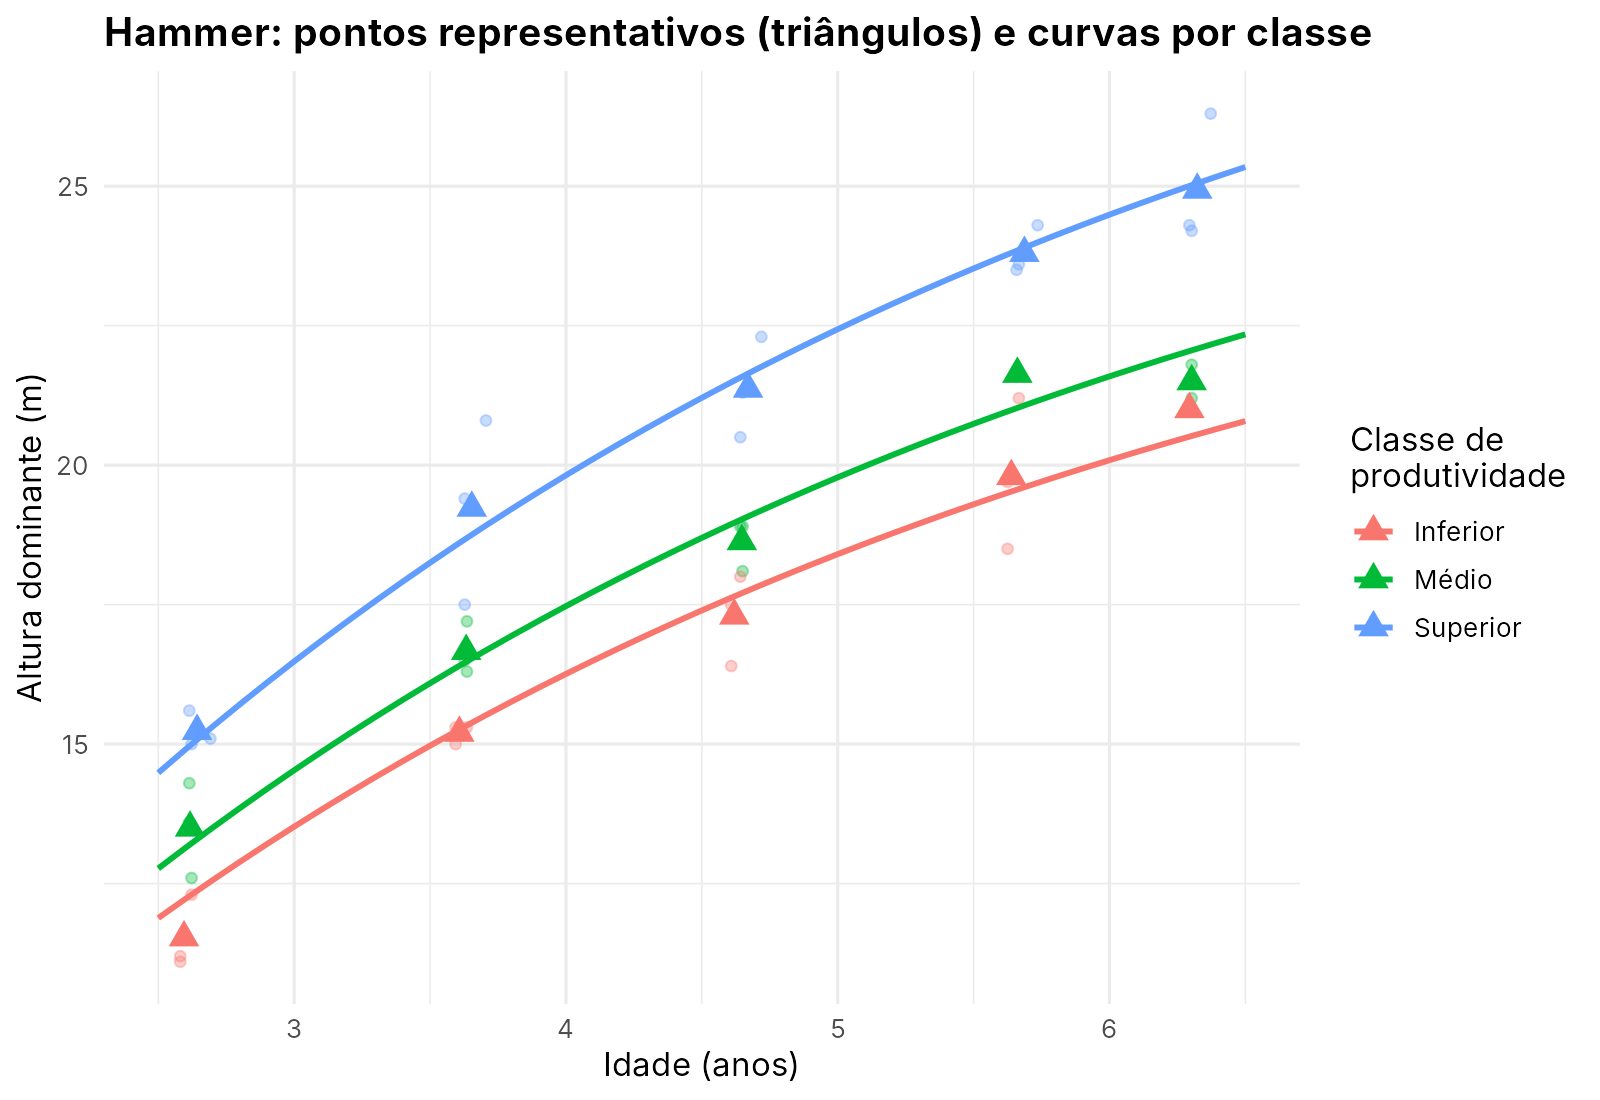 Hammer: pontos representativos (triângulos) e curvas por classe
25
20
15
Altura dominante (m)
3 4 5 6
Idade (anos)
Classe de
produtividade
Inferior
Médio
Superior